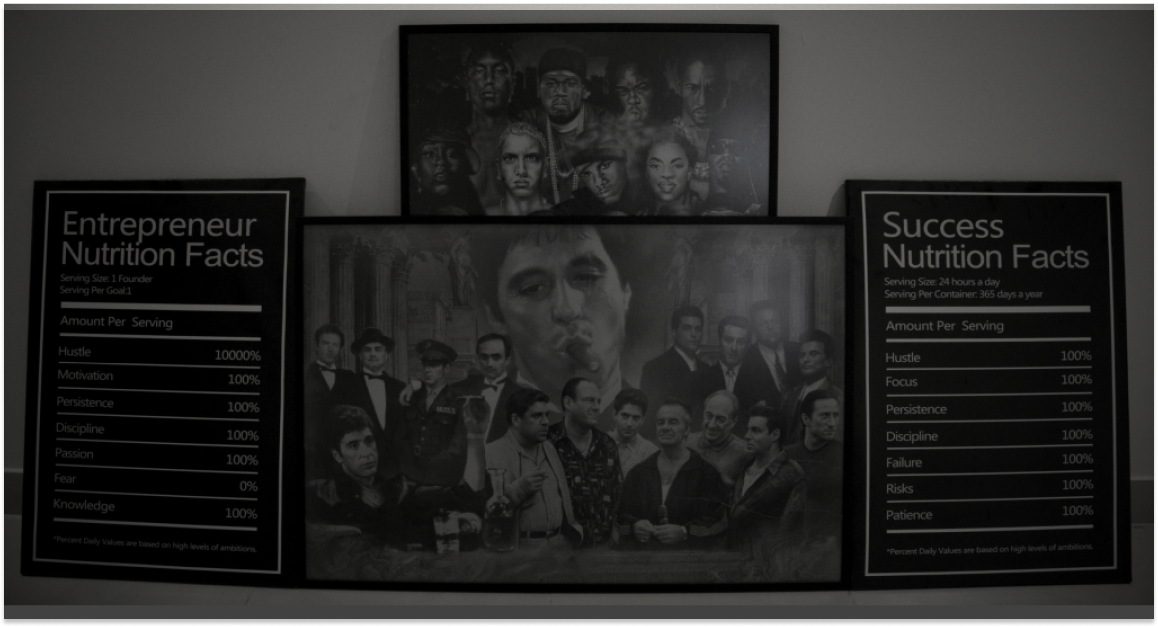 Entrepreneur
Nutrition Facts
Serving Size: 1 Founder
Serving Per Goal:1
Amount Per Serving
Hustle 10000%
Motivation 100%
Persistence 100%
Discipline 100%
Passion 100%
Fear 0%
Knowledge 100%
*Percent Daily Values are based on high levels of ambitions.
Success
Nutrition Facts
Serving Size: 24 hours a day
Serving Per Container: 365 days a year
Amount Per Serving
Hustle 100%
Focus 100%
Persistence 100%
Discipline 100%
Failure 100%
Risks 100%
Patience 100%
*Percent Daily Values are based on high levels of ambitions.